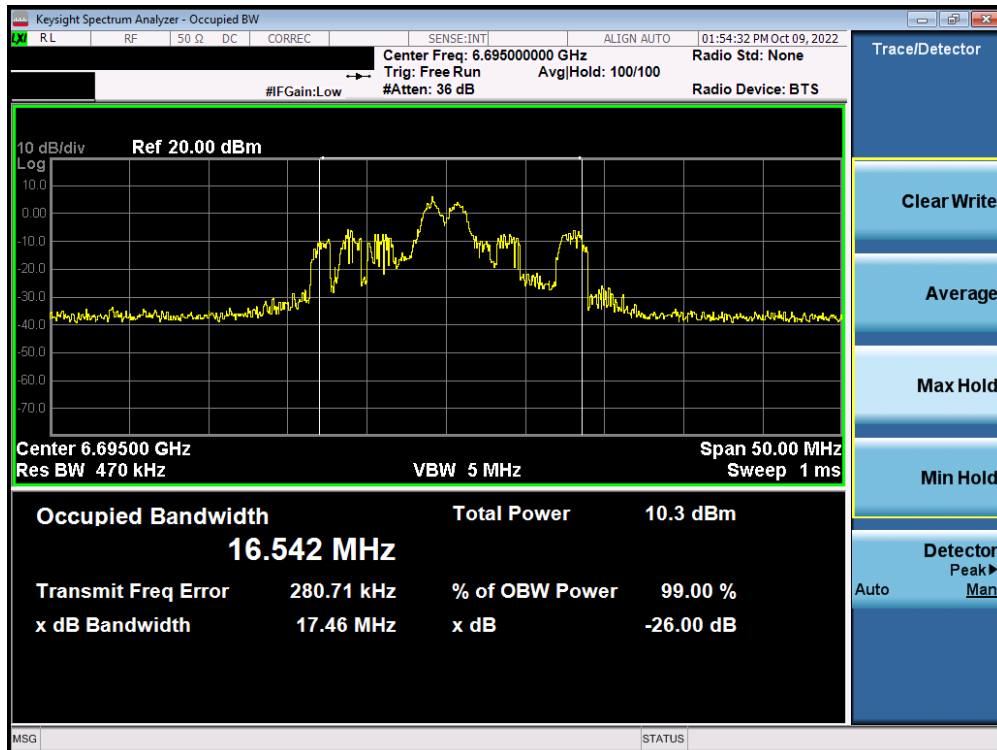 Keysight Spectrum Analyzer - Occupied BW
LXI RL RF 50 Ω DC CORREC SENSE:INT ALIGN AUTO 01:54:32 PM Oct 09, 2022
Center Freq: 6.695000000 GHz Radio Std: None
Trig: Free Run Avg|Hold: 100/100
#IFGain:Low #Atten: 36 dB Radio Device: BTS
Trace/Detector
10 dB/div Ref 20.00 dBm
Log
10.0
0.00
-10.0
-20.0
-30.0
-40.0
-50.0
-60.0
-70.0
Center 6.69500 GHz Span 50.00 MHz
Res BW 470 kHz VBW 5 MHz Sweep 1 ms
Occupied Bandwidth Total Power 10.3 dBm
16.542 MHz
Transmit Freq Error 280.71 kHz % of OBW Power 99.00 %
x dB Bandwidth 17.46 MHz x dB -26.00 dB
Clear Write
Average
Max Hold
Min Hold
Detector
Peak▶
Auto Man
MSG STATUS